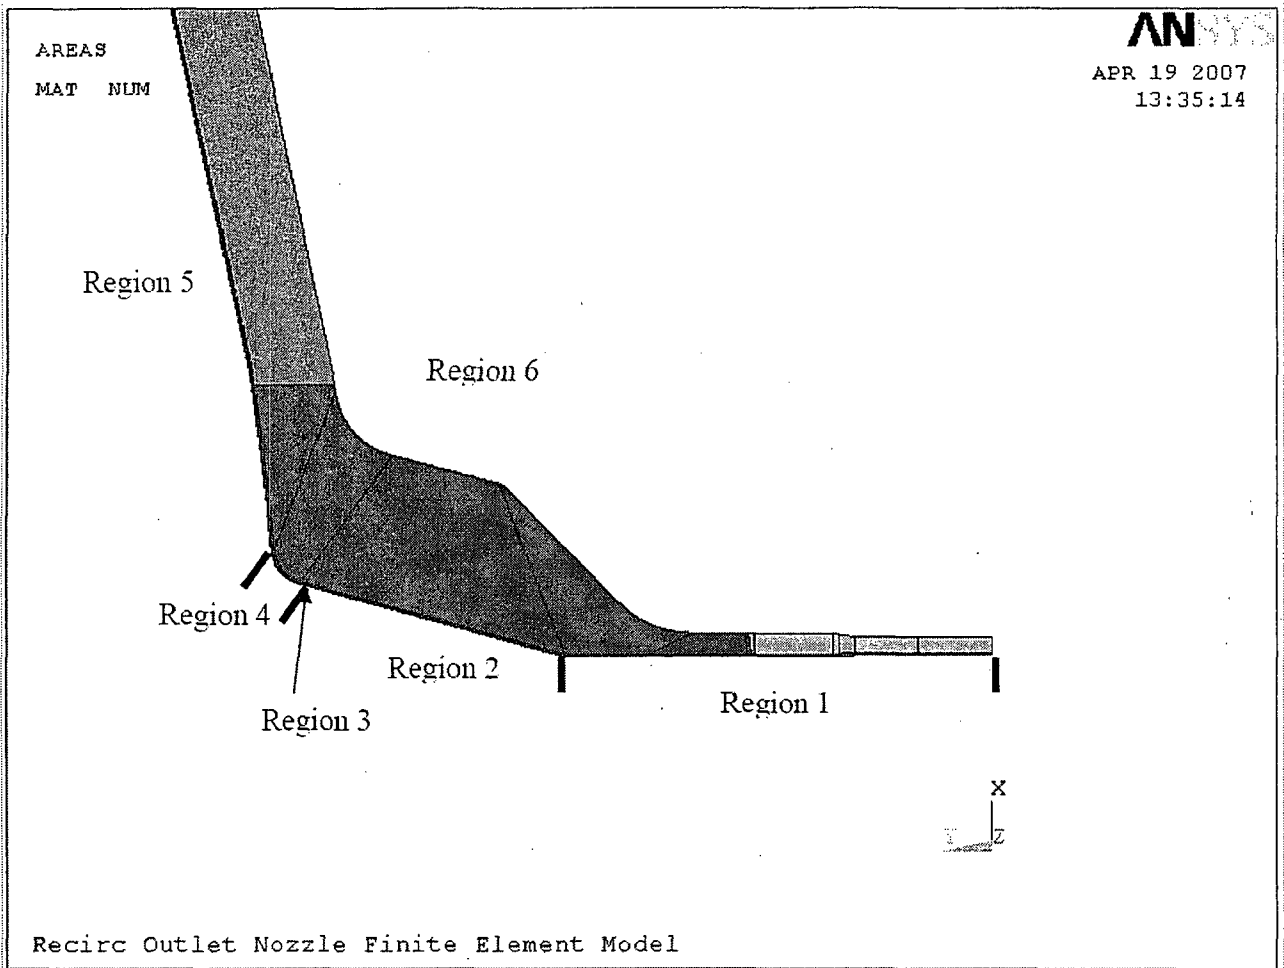 AREAS
MAT NUM
ANSYS
APR 19 2007
13:35:14
Region 5
Region 6
Region 4
Region 2
Region 3
Region 1
X
Y Z
Recirc Outlet Nozzle Finite Element Model